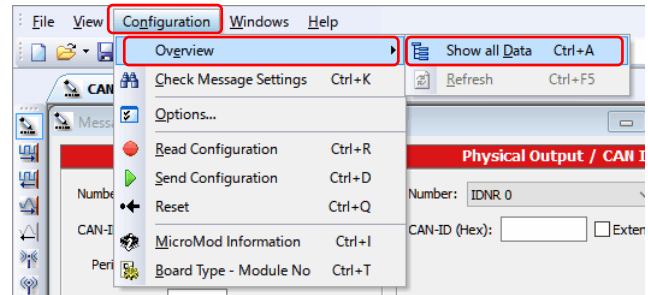 File View Configuration Windows Help
Overview
Show all Data Ctrl+A
CAN
Check Message Settings Ctrl+K
Refresh Ctrl+F5
Mess
Options...
Read Configuration Ctrl+R
Physical Output / CAN I
Numbe
Send Configuration Ctrl+D
Number: IDNR 0
Reset Ctrl+Q
CAN-I
CAN-ID (Hex): Exten
MicroMod Information Ctrl+I
Peri
Board Type - Module No Ctrl+T